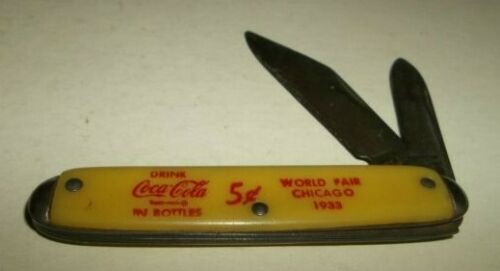 DRINK
Coca-Cola
IN BOTTLES
5¢
WORLD FAIR
CHICAGO
1933